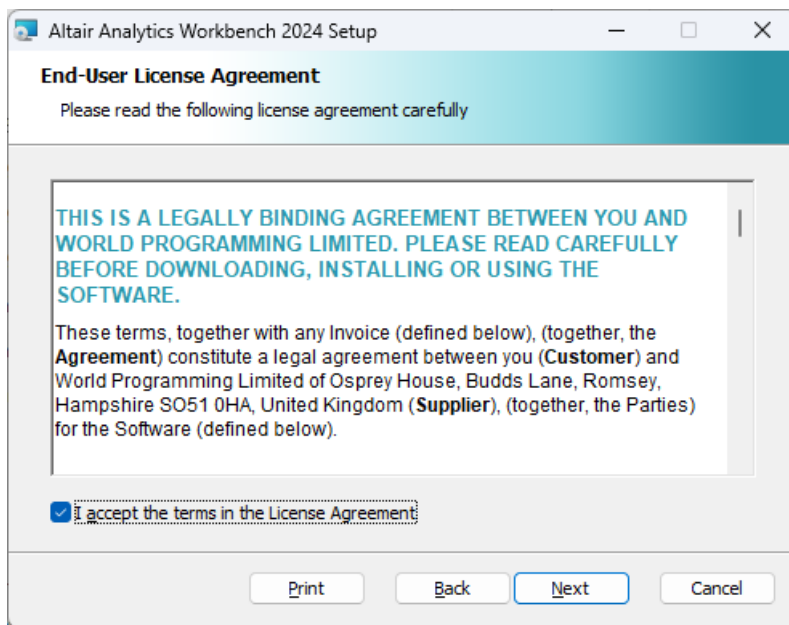 Altair Analytics Workbench 2024 Setup
End-User License Agreement
Please read the following license agreement carefully
THIS IS A LEGALLY BINDING AGREEMENT BETWEEN YOU AND
WORLD PROGRAMMING LIMITED. PLEASE READ CAREFULLY
BEFORE DOWNLOADING, INSTALLING OR USING THE
SOFTWARE.
These terms, together with any Invoice (defined below), (together, the
Agreement) constitute a legal agreement between you (Customer) and
World Programming Limited of Osprey House, Budds Lane, Romsey,
Hampshire SO51 0HA, United Kingdom (Supplier), (together, the Parties)
for the Software (defined below).
I accept the terms in the License Agreement
Print Back Next Cancel